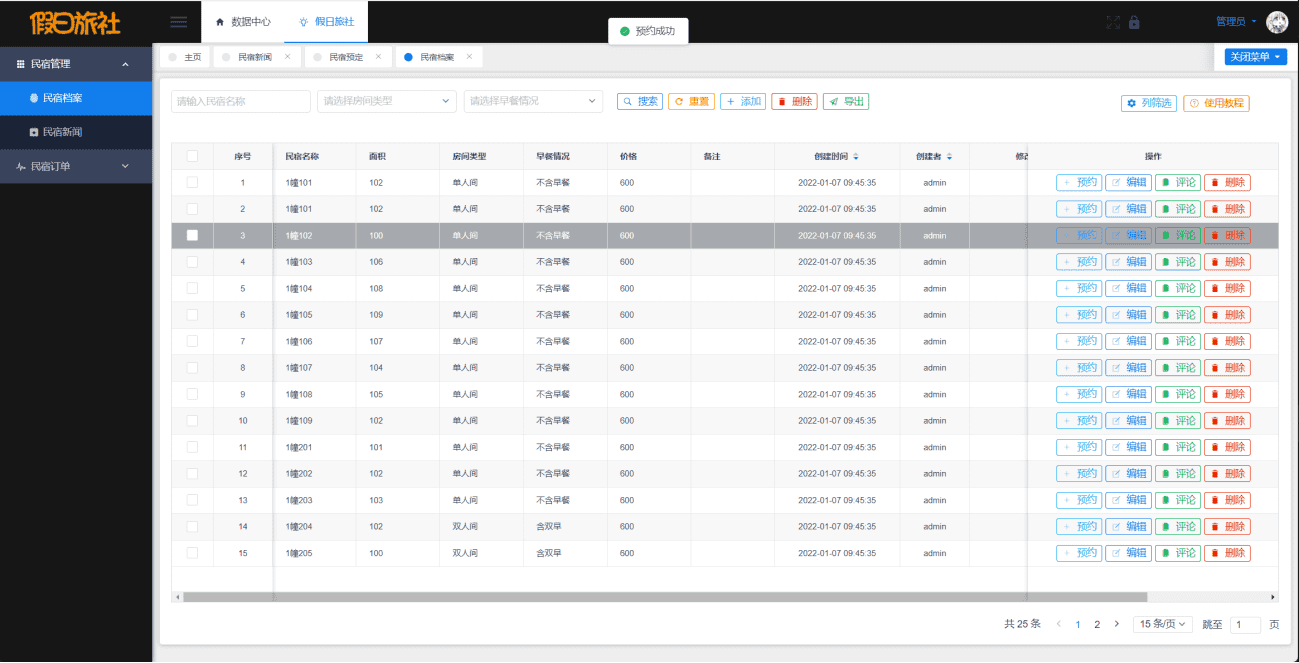 假日旅社
数据中心 假日旅社
预约成功
管理员
主页 民宿新闻 × 民宿预定 × 民宿档案 ×
关闭菜单
民宿管理
民宿档案
民宿新闻
民宿订单
请输入民宿名称 请选择房间类型 请选择早餐情况 搜索 重置 + 添加 删除 导出 列筛选 使用教程
序号 民宿名称 面积 房间类型 早餐情况 价格 备注 创建时间 创建者 操作
1 1幢101 102 单人间 不含早餐 600 2022-01-07 09:45:35 admin + 预约 编辑 评论 删除
2 1幢101 102 单人间 不含早餐 600 2022-01-07 09:45:35 admin + 预约 编辑 评论 删除
3 1幢102 100 单人间 不含早餐 600 2022-01-07 09:45:35 admin + 预约 编辑 评论 删除
4 1幢103 106 单人间 不含早餐 600 2022-01-07 09:45:35 admin + 预约 编辑 评论 删除
5 1幢104 108 单人间 不含早餐 600 2022-01-07 09:45:35 admin + 预约 编辑 评论 删除
6 1幢105 109 单人间 不含早餐 600 2022-01-07 09:45:35 admin + 预约 编辑 评论 删除
7 1幢106 107 单人间 不含早餐 600 2022-01-07 09:45:35 admin + 预约 编辑 评论 删除
8 1幢107 104 单人间 不含早餐 600 2022-01-07 09:45:35 admin + 预约 编辑 评论 删除
9 1幢108 105 单人间 不含早餐 600 2022-01-07 09:45:35 admin + 预约 编辑 评论 删除
10 1幢109 102 单人间 不含早餐 600 2022-01-07 09:45:35 admin + 预约 编辑 评论 删除
11 1幢201 101 单人间 不含早餐 600 2022-01-07 09:45:35 admin + 预约 编辑 评论 删除
12 1幢202 102 单人间 不含早餐 600 2022-01-07 09:45:35 admin + 预约 编辑 评论 删除
13 1幢203 103 单人间 不含早餐 600 2022-01-07 09:45:35 admin + 预约 编辑 评论 删除
14 1幢204 102 双人间 含双早 600 2022-01-07 09:45:35 admin + 预约 编辑 评论 删除
15 1幢205 100 双人间 含双早 600 2022-01-07 09:45:35 admin + 预约 编辑 评论 删除
共 25 条 < 1 2 > 15 条/页 跳至 1 页